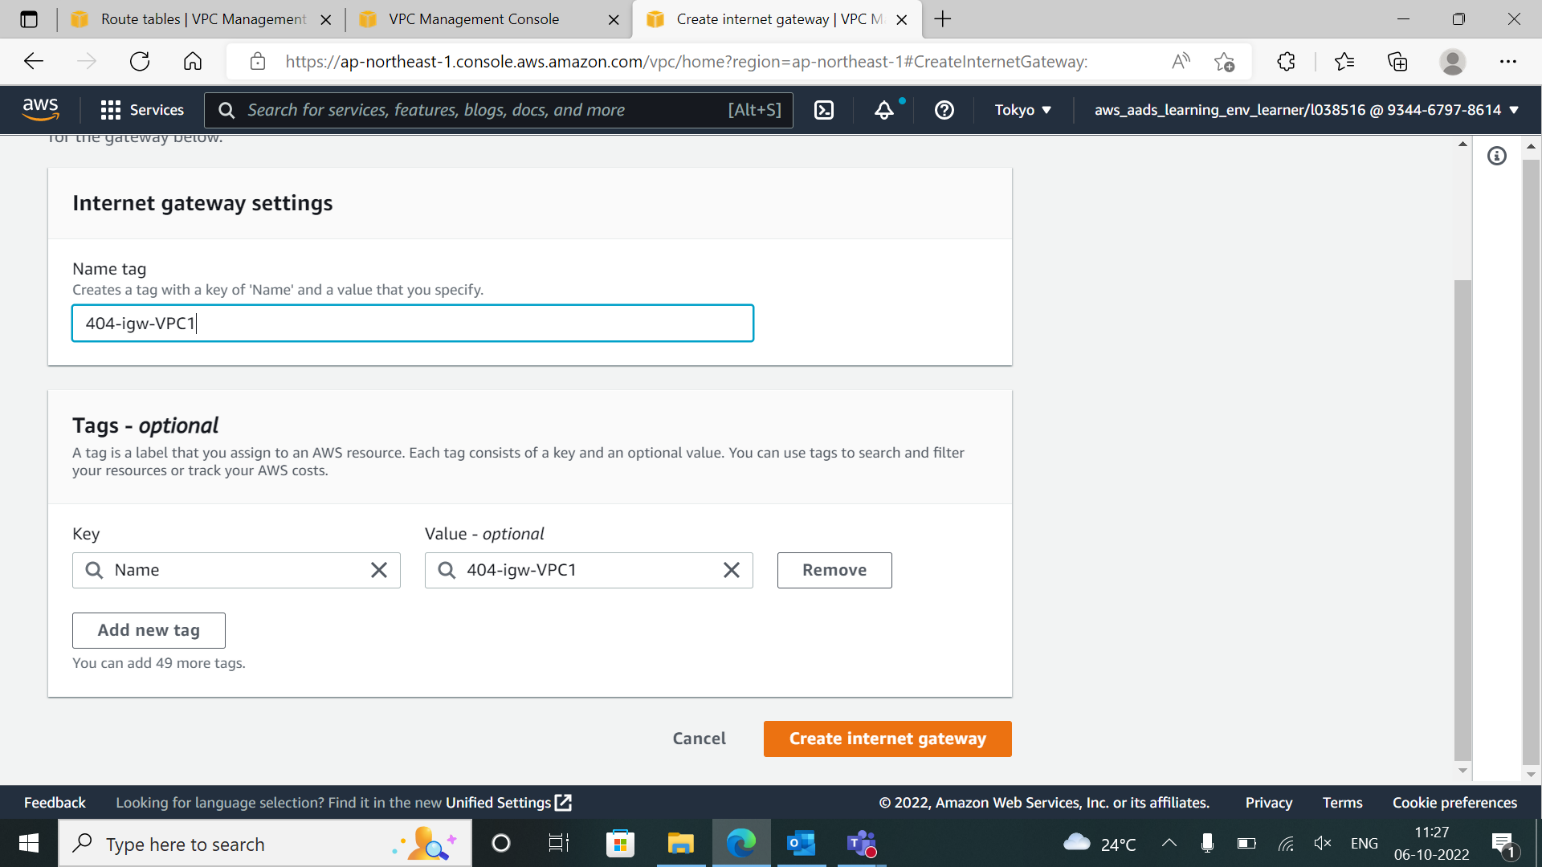 Route tables | VPC Management
VPC Management Console
Create internet gateway | VPC M
https://ap-northeast-1.console.aws.amazon.com/vpc/home?region=ap-northeast-1#CreateInternetGateway:
aws
Services
Search for services, features, blogs, docs, and more
[Alt+S]
Tokyo
aws_aads_learning_env_learner/l038516 @ 9344-6797-8614
for the gateway below.
Internet gateway settings
Name tag
Creates a tag with a key of 'Name' and a value that you specify.
404-igw-VPC1
Tags - optional
A tag is a label that you assign to an AWS resource. Each tag consists of a key and an optional value. You can use tags to search and filter
your resources or track your AWS costs.
Key
Value - optional
Name
404-igw-VPC1
Remove
Add new tag
You can add 49 more tags.
Cancel
Create internet gateway
Feedback
Looking for language selection? Find it in the new Unified Settings
© 2022, Amazon Web Services, Inc. or its affiliates.
Privacy
Terms
Cookie preferences
Type here to search
24°C
ENG
11:27
06-10-2022
1